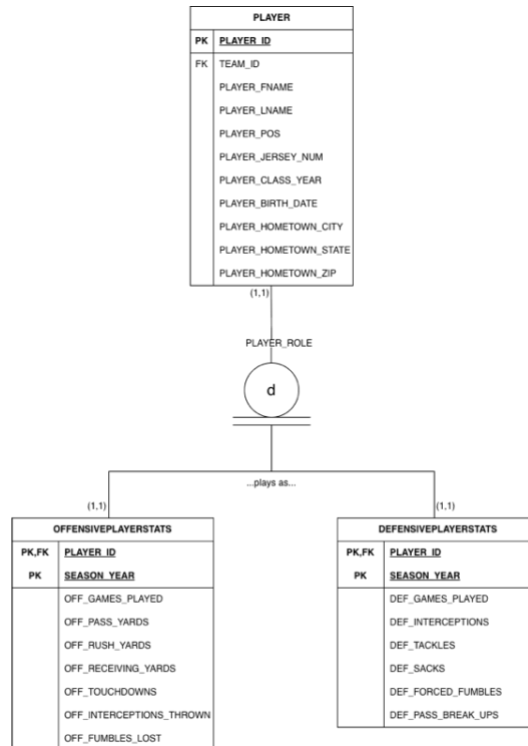 PLAYER
PK PLAYER_ID
FK TEAM_ID
PLAYER_FNAME
PLAYER_LNAME
PLAYER_POS
PLAYER_JERSEY_NUM
PLAYER_CLASS_YEAR
PLAYER_BIRTH_DATE
PLAYER_HOMETOWN_CITY
PLAYER_HOMETOWN_STATE
PLAYER_HOMETOWN_ZIP
(1,1)
PLAYER_ROLE
d
...plays as...
(1,1)
OFFENSIVEPLAYERSTATS
PK,FK PLAYER_ID
PK SEASON_YEAR
OFF_GAMES_PLAYED
OFF_PASS_YARDS
OFF_RUSH_YARDS
OFF_RECEIVING_YARDS
OFF_TOUCHDOWNS
OFF_INTERCEPTIONS_THROWN
OFF_FUMBLES_LOST
(1,1)
DEFENSIVEPLAYERSTATS
PK,FK PLAYER_ID
PK SEASON_YEAR
DEF_GAMES_PLAYED
DEF_INTERCEPTIONS
DEF_TACKLES
DEF_SACKS
DEF_FORCED_FUMBLES
DEF_PASS_BREAK_UPS